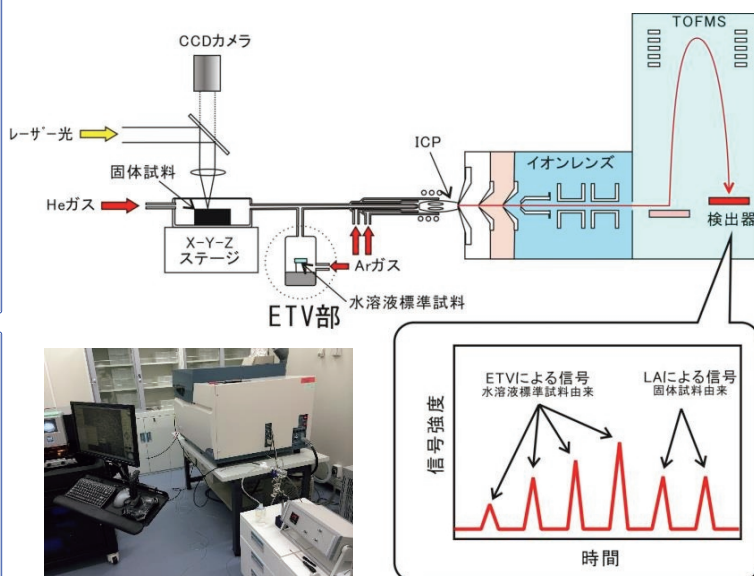 TOFMS
CCDカメラ
レーザー光
ICP
イオンレンズ
固体試料
Heガス
検出器
X-Y-Z
ステージ
Arガス
水溶液標準試料
ETV部
ETVによる信号
水溶液標準試料由来
LAによる信号
固体試料由来
信号強度
時間